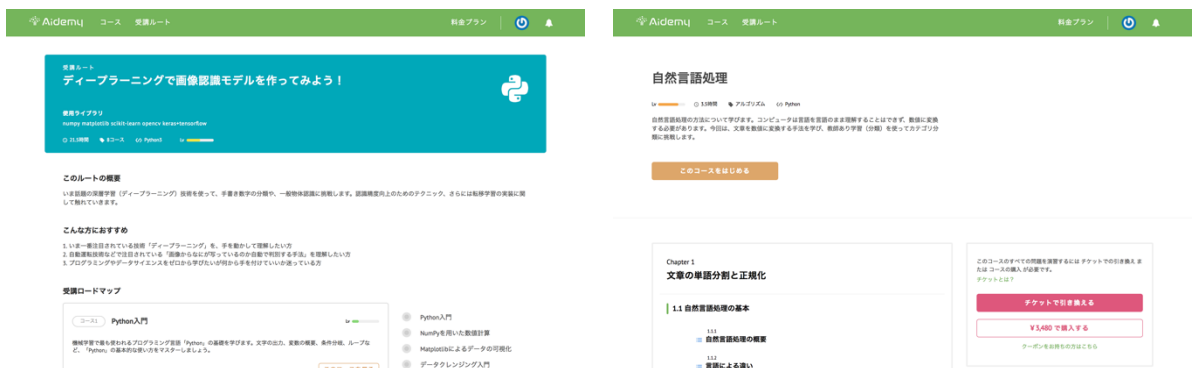 Aidemy コース 受講ルート 料金プラン
受講ルート
ディープラーニングで画像認識モデルを作ってみよう！
使用ライブラリ
numpy matplotlib scikit-learn opencv keras+tensorflow
8コース Python3 Lv
このルートの概要
いま話題の深層学習（ディープラーニング）技術を使って、手書き数字の分類や、一般物体認識に挑戦します。認識精度向上のためのテクニック、さらには転移学習の実装に関
して触れていきます。
こんな方におすすめ
1. いま一番注目されている技術「ディープラーニング」を、手を動かして理解したい方
2. 自動運転技術などで注目されている「画像からなにが写っているのか自動で判別する手法」を理解したい方
3. プログラミングやデータサイエンスをゼロから学びたいが何から手を付けていいか迷っている方
受講ロードマップ
コース1 Python入門 Lv
機械学習で最も使われるプログラミング言語「Python」の基礎を学びます。文字の出力、変数の概要、条件分岐、ループな
ど、「Python」の基本的な使い方をマスターしましょう。
Python入門
NumPyを用いた数値計算
Matplotlibによるデータの可視化
データクレンジング入門
Aidemy コース 受講ルート 料金プラン
自然言語処理
Lv 3.5時間 アルゴリズム Python
自然言語処理の方法について学びます。コンピュータは言語を言語のまま理解することはできず、数値に変換
する必要があります。今回は、文章を数値に変換する手法を学び、教師あり学習（分類）を使ってカテゴリ分
類に挑戦します。
このコースをはじめる
Chapter 1
文章の単語分割と正規化
1.1 自然言語処理の基本
1.1.1
自然言語処理の概要
1.1.2
言語による違い
このコースのすべての問題を演習するには チケットでの引き換え ま
たは コースの購入 が必要です。
チケットとは？
チケットで引き換える
¥3,480 で購入する
クーポンをお持ちの方はこちら